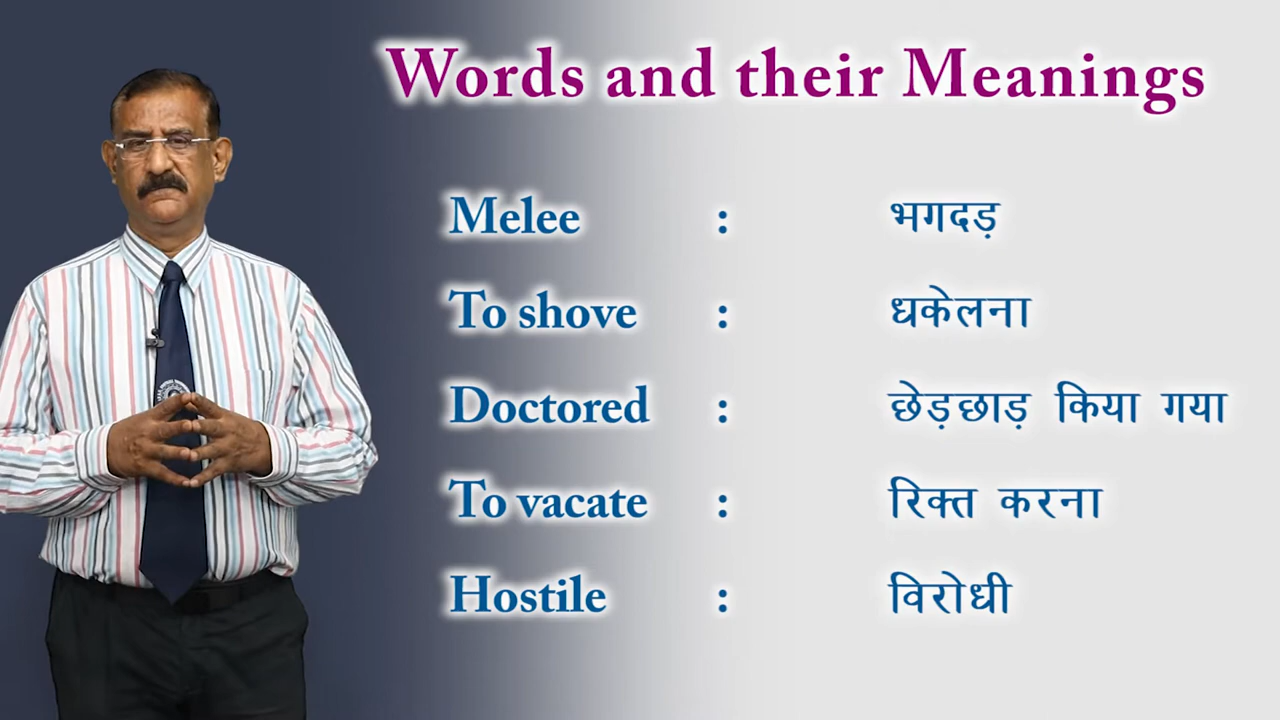 Words and their Meanings
Melee : भगदड़
To shove : धकेलना
Doctored : छेड़छाड़ किया गया
To vacate : रिक्त करना
Hostile : विरोधी